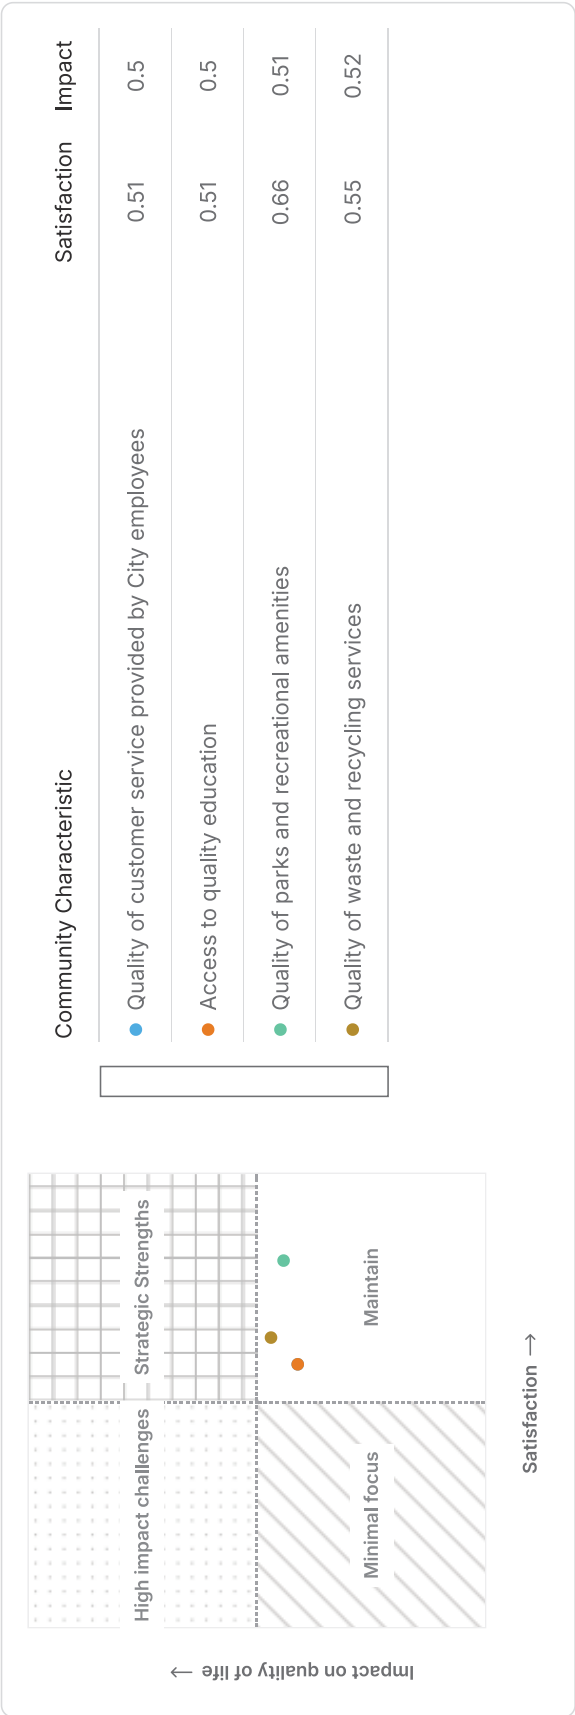 Impact on quality of life →
High impact challenges
Strategic Strengths
Minimal focus
Maintain
Satisfaction →
Community Characteristic Satisfaction Impact
Quality of customer service provided by City employees 0.51 0.5
Access to quality education 0.51 0.5
Quality of parks and recreational amenities 0.66 0.51
Quality of waste and recycling services 0.55 0.52